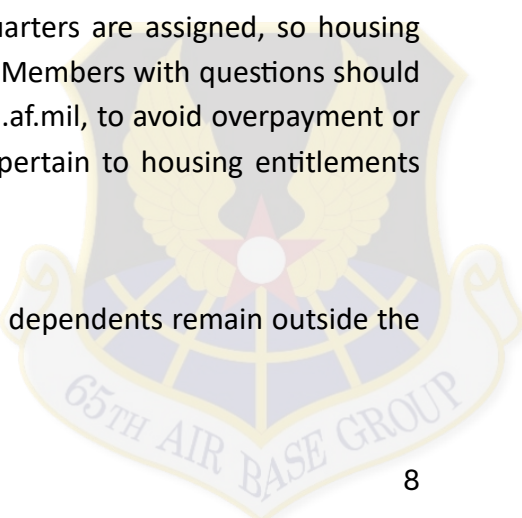 uarters are assigned, so housing
Members with questions should
.af.mil, to avoid overpayment or
pertain to housing entitlements
dependents remain outside the
65TH AIR BASE GROUP
8